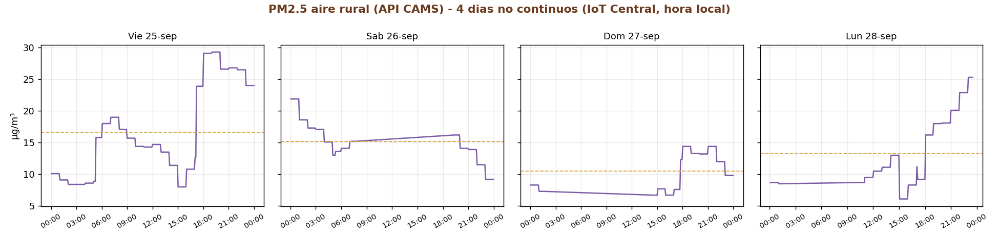 PM2.5 aire rural (API CAMS) - 4 dias no continuos (IoT Central, hora local)
Vie 25-sep
Sab 26-sep
Dom 27-sep
Lun 28-sep
µg/m³
30
25
20
15
10
5
00:00 03:00 06:00 09:00 12:00 15:00 18:00 21:00 00:00
00:00 03:00 06:00 09:00 12:00 15:00 18:00 21:00 00:00
00:00 03:00 06:00 09:00 12:00 15:00 18:00 21:00 00:00
00:00 03:00 06:00 09:00 12:00 15:00 18:00 21:00 00:00